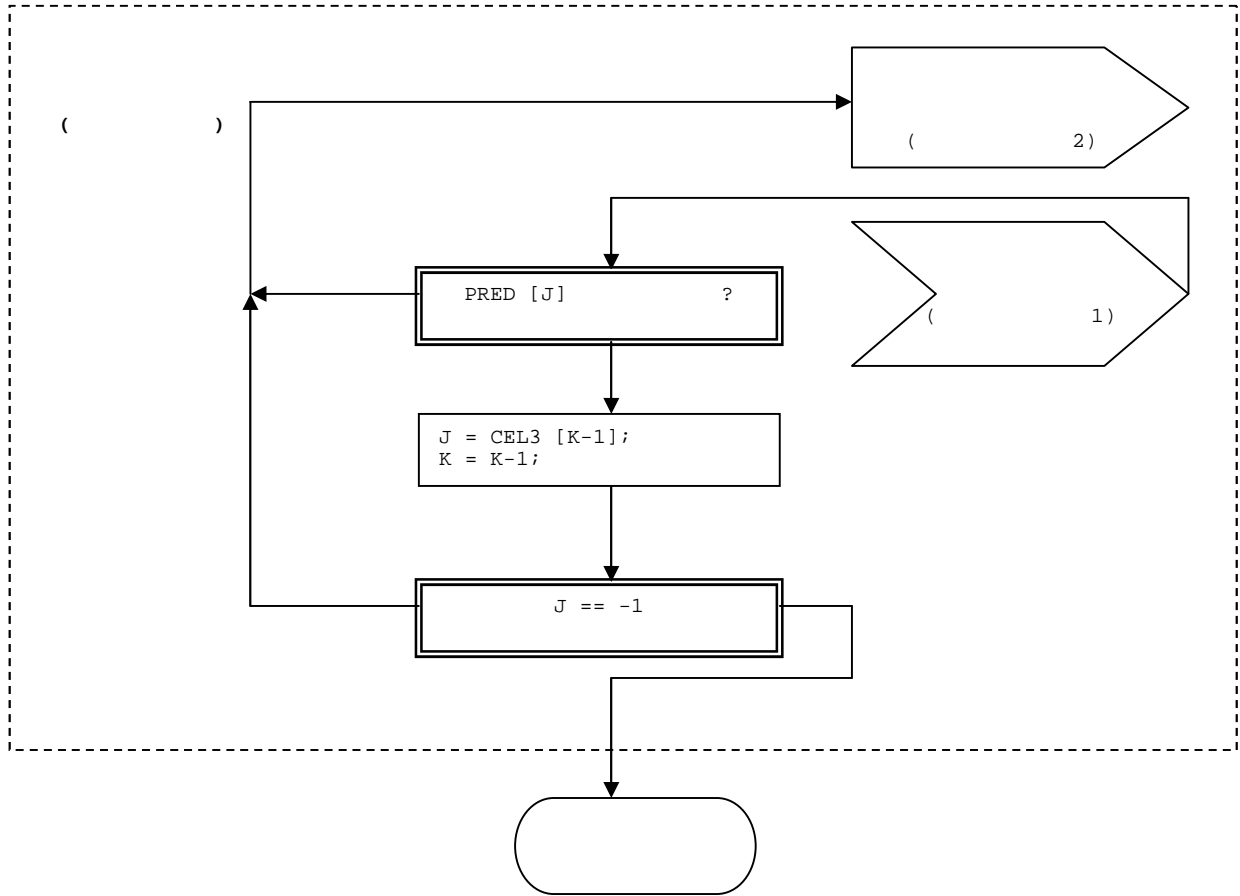 ( )
( 2)
PRED [J] ?
( 1)
J = CEL3 [K-1];
K = K-1;
J == -1